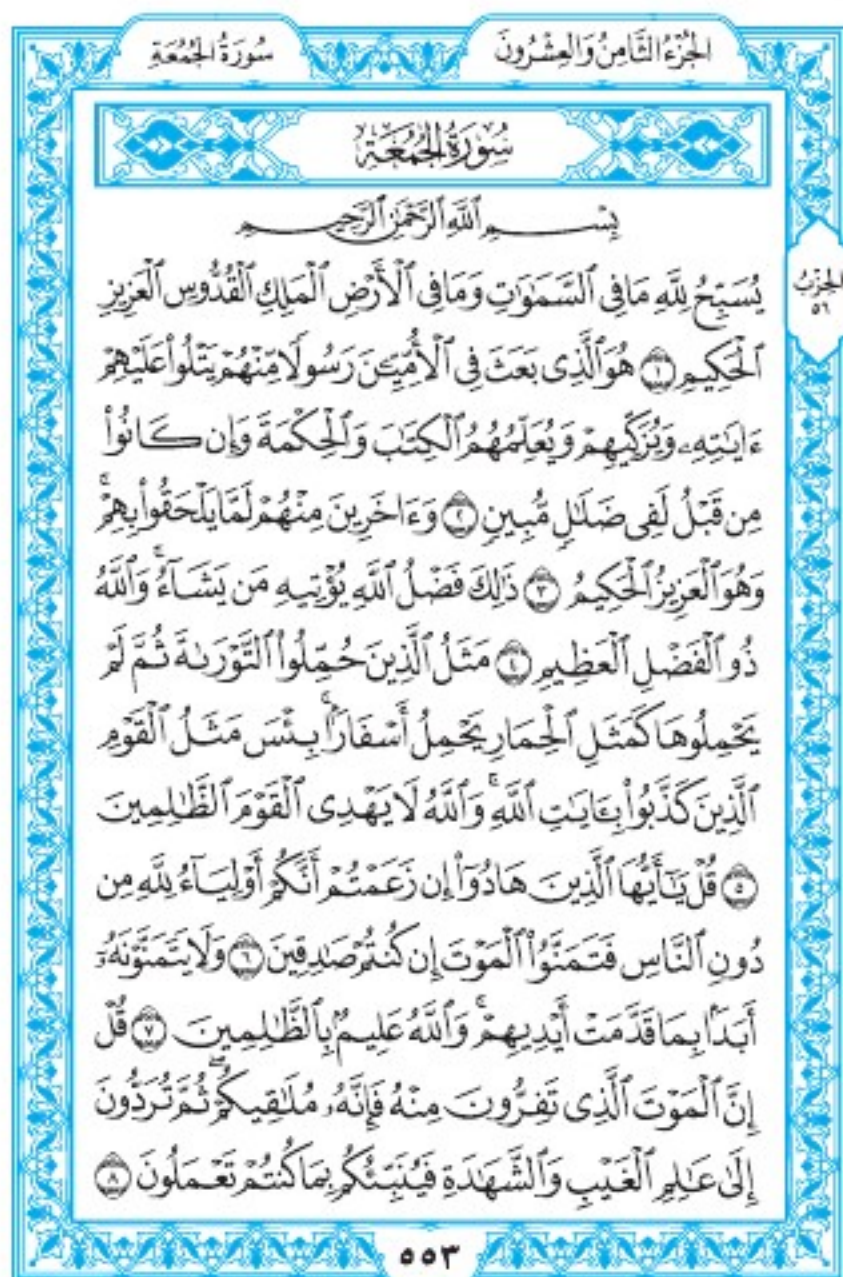 الجُزْءُ الثَّامِنُ وَالعِشْرُونَ
سُورَةُ الجُمُعَةِ
سُورَةُ الجُمُعَةِ
بِسْمِ ٱللَّهِ ٱلرَّحْمَٰنِ ٱلرَّحِيمِ
يُسَبِّحُ لِلَّهِ مَا فِى ٱلسَّمَٰوَٰتِ وَمَا فِى ٱلْأَرْضِ ٱلْمَلِكِ ٱلْقُدُّوسِ ٱلْعَزِيزِ
ٱلْحَكِيمِ ١ هُوَ ٱلَّذِى بَعَثَ فِى ٱلْأُمِّيِّـۧنَ رَسُولًا مِّنْهُمْ يَتْلُوا۟ عَلَيْهِمْ
ءَايَٰتِهِۦ وَيُزَكِّيهِمْ وَيُعَلِّمُهُمُ ٱلْكِتَٰبَ وَٱلْحِكْمَةَ وَإِن كَانُوا۟
مِن قَبْلُ لَفِى ضَلَٰلٍ مُّبِينٍ ٢ وَءَاخَرِينَ مِنْهُمْ لَمَّا يَلْحَقُوا۟ بِهِمْ ۚ
وَهُوَ ٱلْعَزِيزُ ٱلْحَكِيمُ ٣ ذَٰلِكَ فَضْلُ ٱللَّهِ يُؤْتِيهِ مَن يَشَآءُ ۚ وَٱللَّهُ
ذُو ٱلْفَضْلِ ٱلْعَظِيمِ ٤ مَثَلُ ٱلَّذِينَ حُمِّلُوا۟ ٱلتَّوْرَىٰةَ ثُمَّ لَمْ
يَحْمِلُوهَا كَمَثَلِ ٱلْحِمَارِ يَحْمِلُ أَسْفَارًۢا ۚ بِئْسَ مَثَلُ ٱلْقَوْمِ
ٱلَّذِينَ كَذَّبُوا۟ بِـَٔايَٰتِ ٱللَّهِ ۚ وَٱللَّهُ لَا يَهْدِى ٱلْقَوْمَ ٱلظَّٰلِمِينَ
٥ قُلْ يَٰٓأَيُّهَا ٱلَّذِينَ هَادُوٓا۟ إِن زَعَمْتُمْ أَنَّكُمْ أَوْلِيَآءُ لِلَّهِ مِن
دُونِ ٱلنَّاسِ فَتَمَنَّوُا۟ ٱلْمَوْتَ إِن كُنتُمْ صَٰدِقِينَ ٦ وَلَا يَتَمَنَّوْنَهُۥٓ
أَبَدًۢا بِمَا قَدَّمَتْ أَيْدِيهِمْ ۚ وَٱللَّهُ عَلِيمٌۢ بِٱلظَّٰلِمِينَ ٧ قُلْ
إِنَّ ٱلْمَوْتَ ٱلَّذِى تَفِرُّونَ مِنْهُ فَإِنَّهُۥ مُلَٰقِيكُمْ ۖ ثُمَّ تُرَدُّونَ
إِلَىٰ عَٰلِمِ ٱلْغَيْبِ وَٱلشَّهَٰدَةِ فَيُنَبِّئُكُم بِمَا كُنتُمْ تَعْمَلُونَ ٨
الحِزْبُ
٥٦
٥٥٣